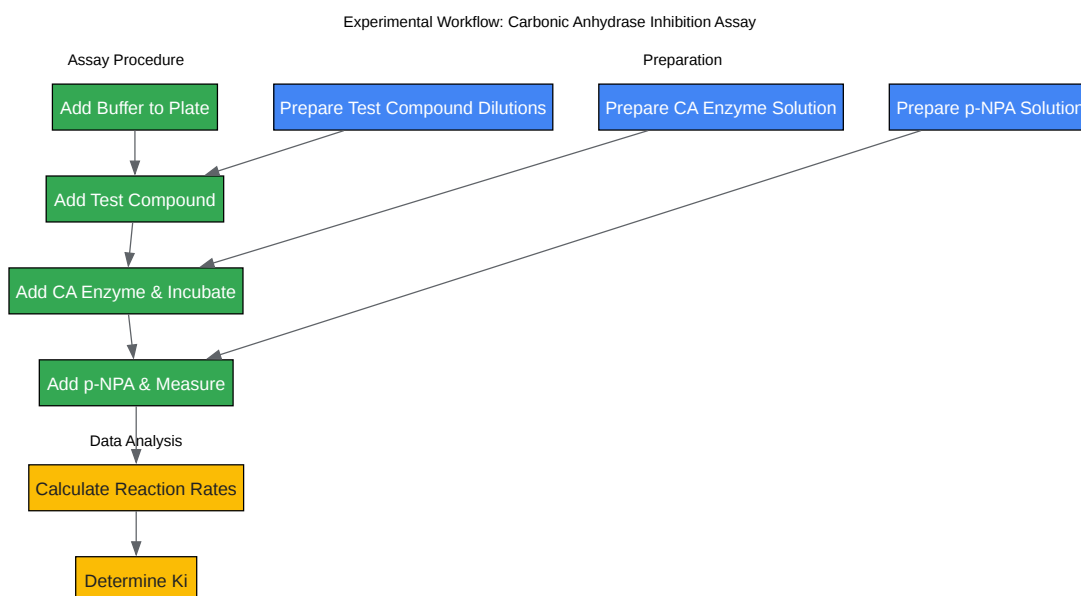 Experimental Workflow: Carbonic Anhydrase Inhibition Assay
Assay Procedure
Preparation
Add Buffer to Plate
Prepare Test Compound Dilutions
Prepare CA Enzyme Solution
Prepare p-NPA Solution
Add Test Compound
Add CA Enzyme & Incubate
Add p-NPA & Measure
Data Analysis
Calculate Reaction Rates
Determine Ki